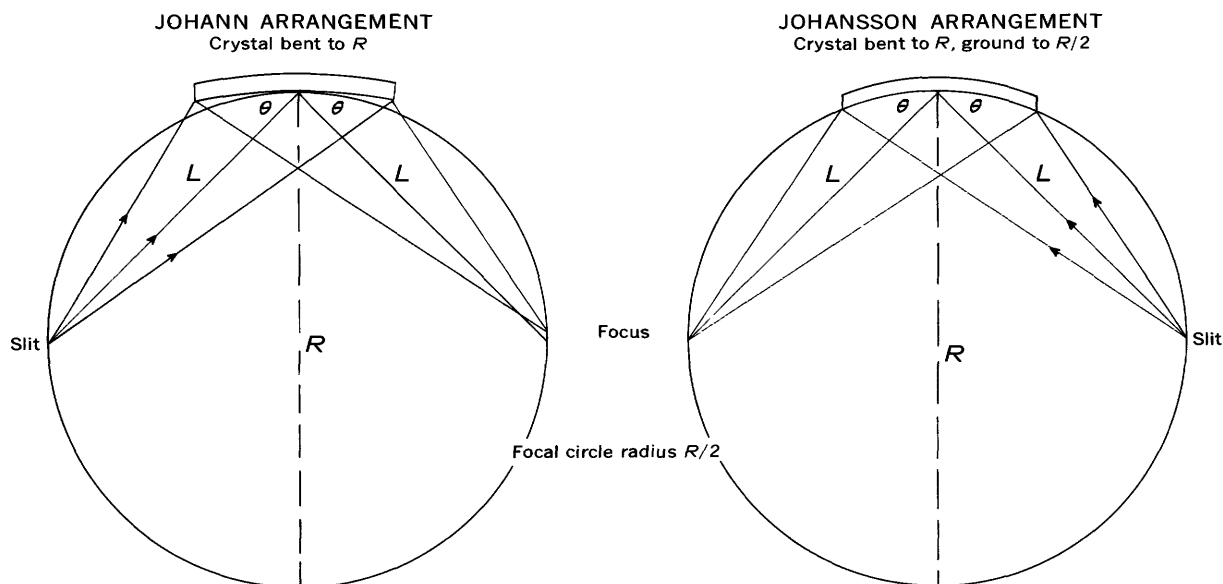 JOHANN ARRANGEMENT
Crystal bent to R
θ θ
L L
Slit
R
JOHANSSON ARRANGEMENT
Crystal bent to R, ground to R/2
θ θ
L L
Focus
Slit
R
Focal circle radius R/2